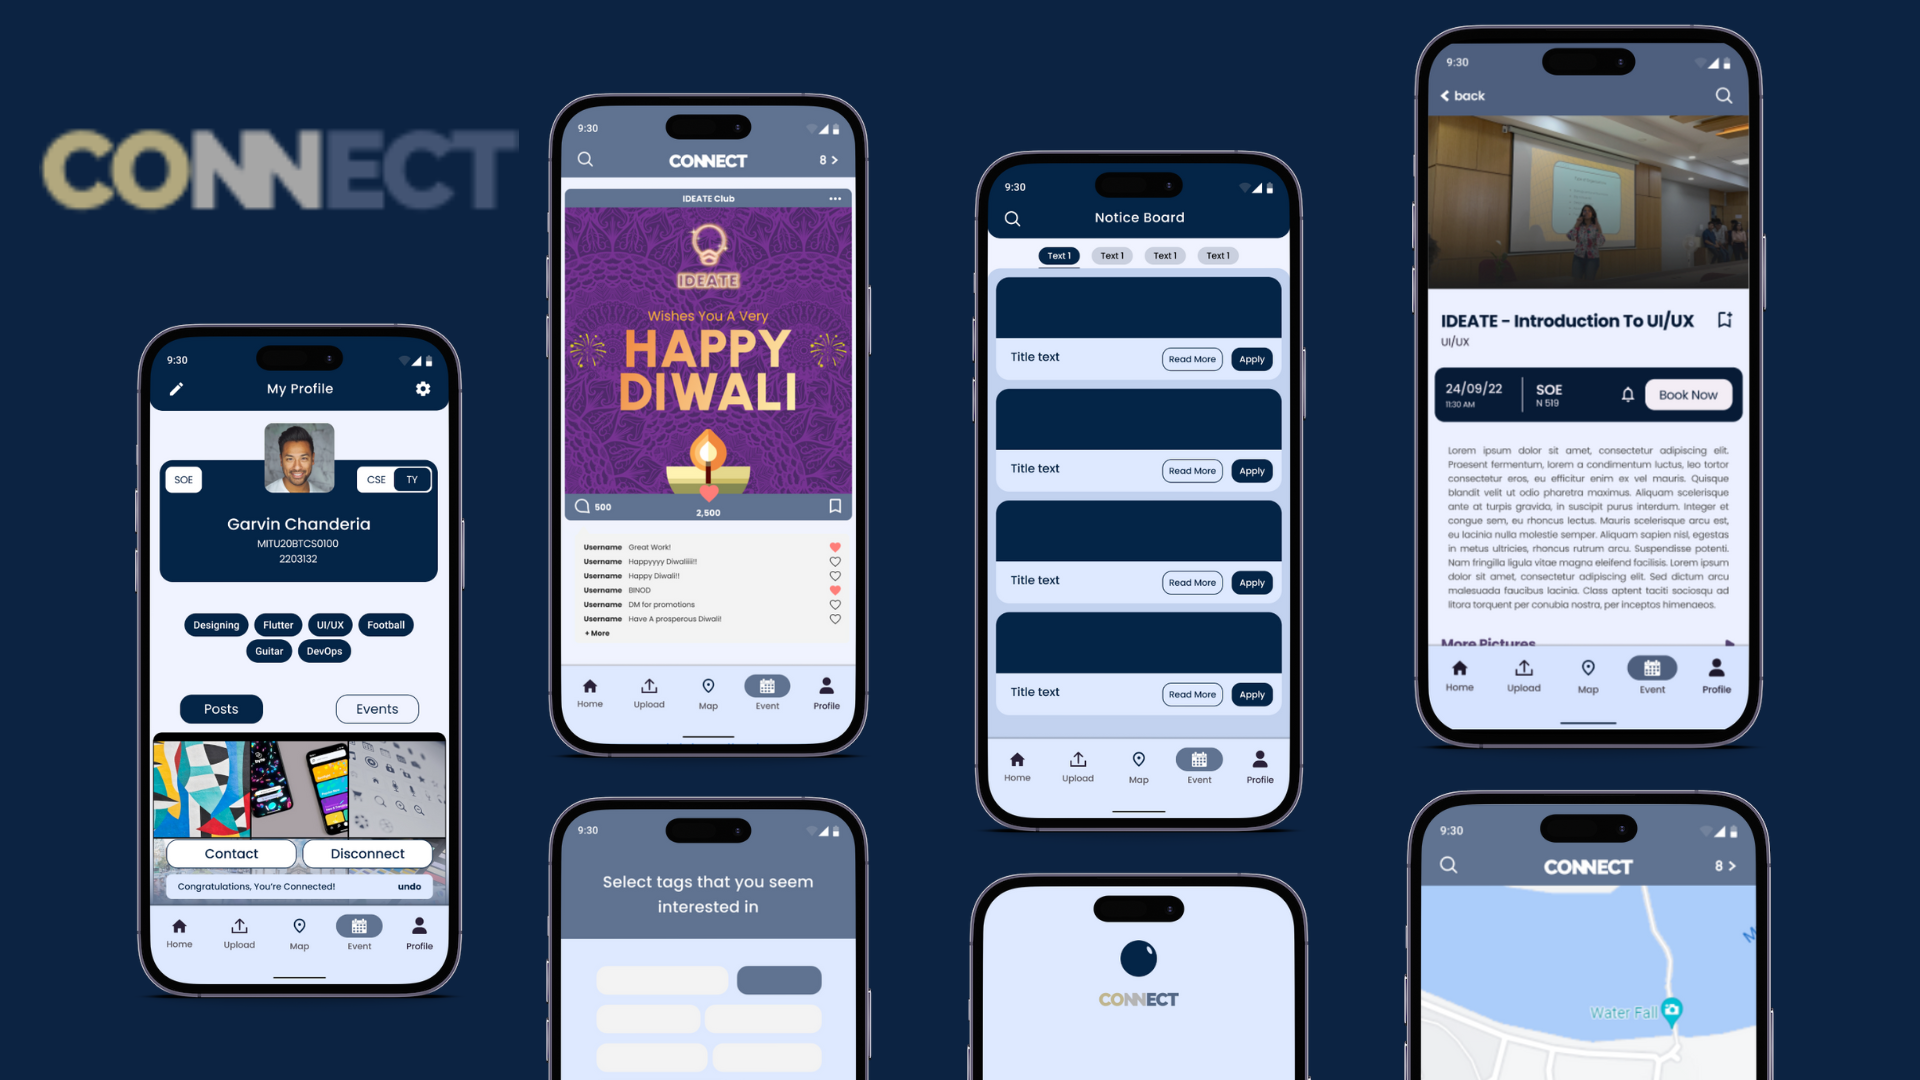 CONNECT
9:30
My Profile
SOE
CSE TY
Garvin Chanderia
MITU20BTCS0100
2203132
Designing Flutter UI/UX Football
Guitar DevOps
Posts Events
Contact Disconnect
Congratulations, You're Connected! undo
Home Upload Map Event Profile
9:30
CONNECT 8 >
IDEATE Club
IDEATE
Wishes You A Very
HAPPY
DIWALI
500 2,500
Username Great Work!
Username Happyyyy Diwaliiii!!
Username Happy Diwali!!
Username BINOD
Username DM for promotions
Username Have A prosperous Diwali!
+ More
Home Upload Map Event Profile
9:30
Select tags that you seem
interested in
9:30
Notice Board
Text 1 Text 1 Text 1 Text 1
Title text Read More Apply
Title text Read More Apply
Title text Read More Apply
Title text Read More Apply
Home Upload Map Event Profile
CONNECT
9:30
< back
IDEATE - Introduction To UI/UX
UI/UX
24/09/22 SOE
11:30 AM N 519
Book Now
Lorem ipsum dolor sit amet, consectetur adipiscing elit.
Praesent fermentum, lorem a condimentum luctus, leo tortor
consectetur eros, eu efficitur enim ex vel mauris. Quisque
blandit velit ut odio pharetra maximus. Aliquam scelerisque
ante at turpis gravida, in suscipit purus interdum. Integer et
congue sem, eu rhoncus lectus. Mauris scelerisque arcu est,
eu lacinia nulla molestie semper. Aliquam sapien nisl, egestas
in metus ultricies, rhoncus rutrum arcu. Suspendisse potenti.
Nam fringilla ligula vitae magna eleifend facilisis. Lorem ipsum
dolor sit amet, consectetur adipiscing elit. Sed dictum arcu
malesuada faucibus lacinia. Class aptent taciti sociosqu ad
litora torquent per conubia nostra, per inceptos himenaeos.
More Pictures
Home Upload Map Event Profile
9:30
CONNECT 8 >
Water Fall